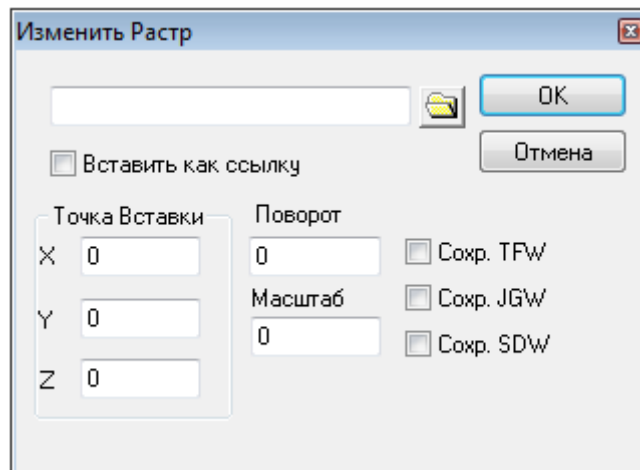 Изменить Растр
OK
Вставить как ссылку
Отмена
Точка Вставки
Поворот
X 0
0
Сохр. TFW
Масштаб
Сохр. JGW
Y 0
0
Сохр. SDW
Z 0